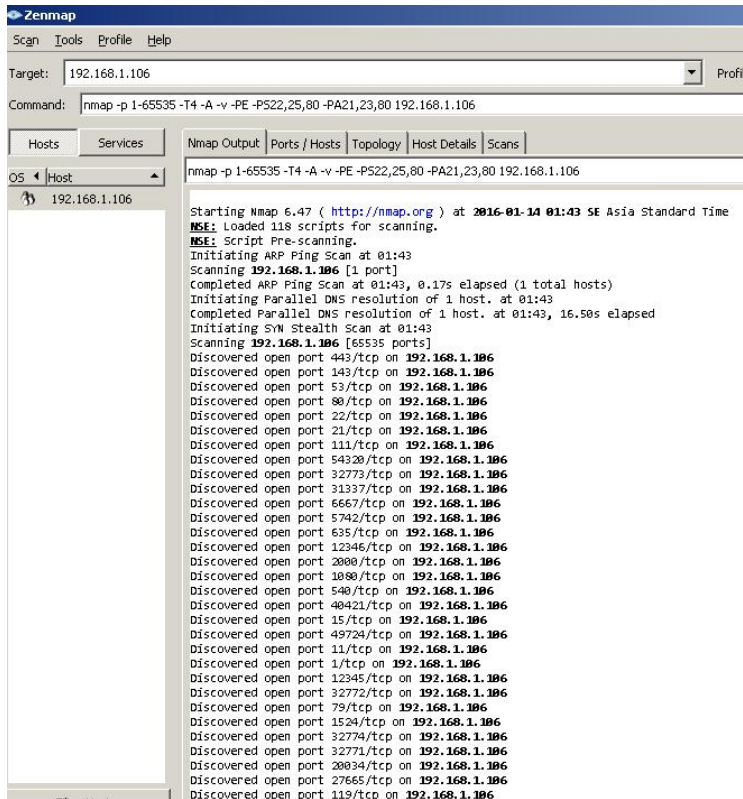 Zenmap
Scan Tools Profile Help
Target: 192.168.1.106 Profi
Command: nmap -p 1-65535 -T4 -A -v -PE -PS22,25,80 -PA21,23,80 192.168.1.106
Hosts Services Nmap Output Ports / Hosts Topology Host Details Scans
OS Host nmap -p 1-65535 -T4 -A -v -PE -PS22,25,80 -PA21,23,80 192.168.1.106
192.168.1.106
Starting Nmap 6.47 ( http://nmap.org ) at 2016-01-14 01:43 SE Asia Standard Time
NSE: Loaded 118 scripts for scanning.
NSE: Script Pre-scanning.
Initiating ARP Ping Scan at 01:43
Scanning 192.168.1.106 [1 port]
Completed ARP Ping Scan at 01:43, 0.17s elapsed (1 total hosts)
Initiating Parallel DNS resolution of 1 host. at 01:43
Completed Parallel DNS resolution of 1 host. at 01:43, 16.50s elapsed
Initiating SYN Stealth Scan at 01:43
Scanning 192.168.1.106 [65535 ports]
Discovered open port 443/tcp on 192.168.1.106
Discovered open port 143/tcp on 192.168.1.106
Discovered open port 53/tcp on 192.168.1.106
Discovered open port 80/tcp on 192.168.1.106
Discovered open port 22/tcp on 192.168.1.106
Discovered open port 21/tcp on 192.168.1.106
Discovered open port 111/tcp on 192.168.1.106
Discovered open port 54320/tcp on 192.168.1.106
Discovered open port 32773/tcp on 192.168.1.106
Discovered open port 31337/tcp on 192.168.1.106
Discovered open port 6667/tcp on 192.168.1.106
Discovered open port 5742/tcp on 192.168.1.106
Discovered open port 635/tcp on 192.168.1.106
Discovered open port 12346/tcp on 192.168.1.106
Discovered open port 2000/tcp on 192.168.1.106
Discovered open port 1080/tcp on 192.168.1.106
Discovered open port 540/tcp on 192.168.1.106
Discovered open port 40421/tcp on 192.168.1.106
Discovered open port 15/tcp on 192.168.1.106
Discovered open port 49724/tcp on 192.168.1.106
Discovered open port 11/tcp on 192.168.1.106
Discovered open port 1/tcp on 192.168.1.106
Discovered open port 12345/tcp on 192.168.1.106
Discovered open port 32772/tcp on 192.168.1.106
Discovered open port 79/tcp on 192.168.1.106
Discovered open port 1524/tcp on 192.168.1.106
Discovered open port 32774/tcp on 192.168.1.106
Discovered open port 32771/tcp on 192.168.1.106
Discovered open port 20034/tcp on 192.168.1.106
Discovered open port 27665/tcp on 192.168.1.106
Discovered open port 119/tcp on 192.168.1.106